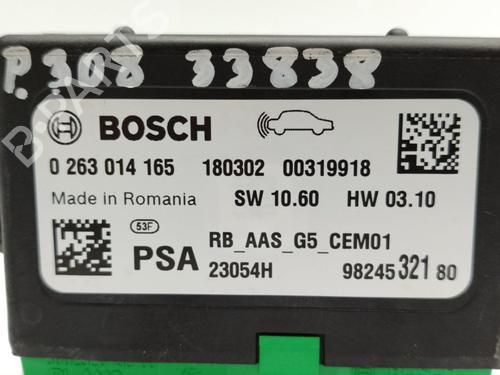 P.308 33838
BOSCH
0 263 014 165 180302 00319918
Made in Romania SW 10.60 HW 03.10
53F
PSA RB_AAS_G5_CEM01
23054H 98245 321 80
B-PARTS